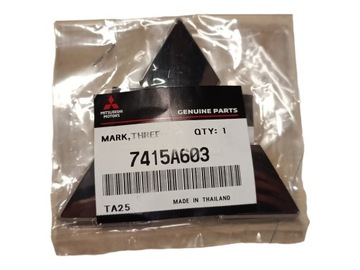 MITSUBISHI
MOTORS
GENUINE PARTS
MARK, THREE QTY: 1
7415A603
TA25 MADE IN THAILAND